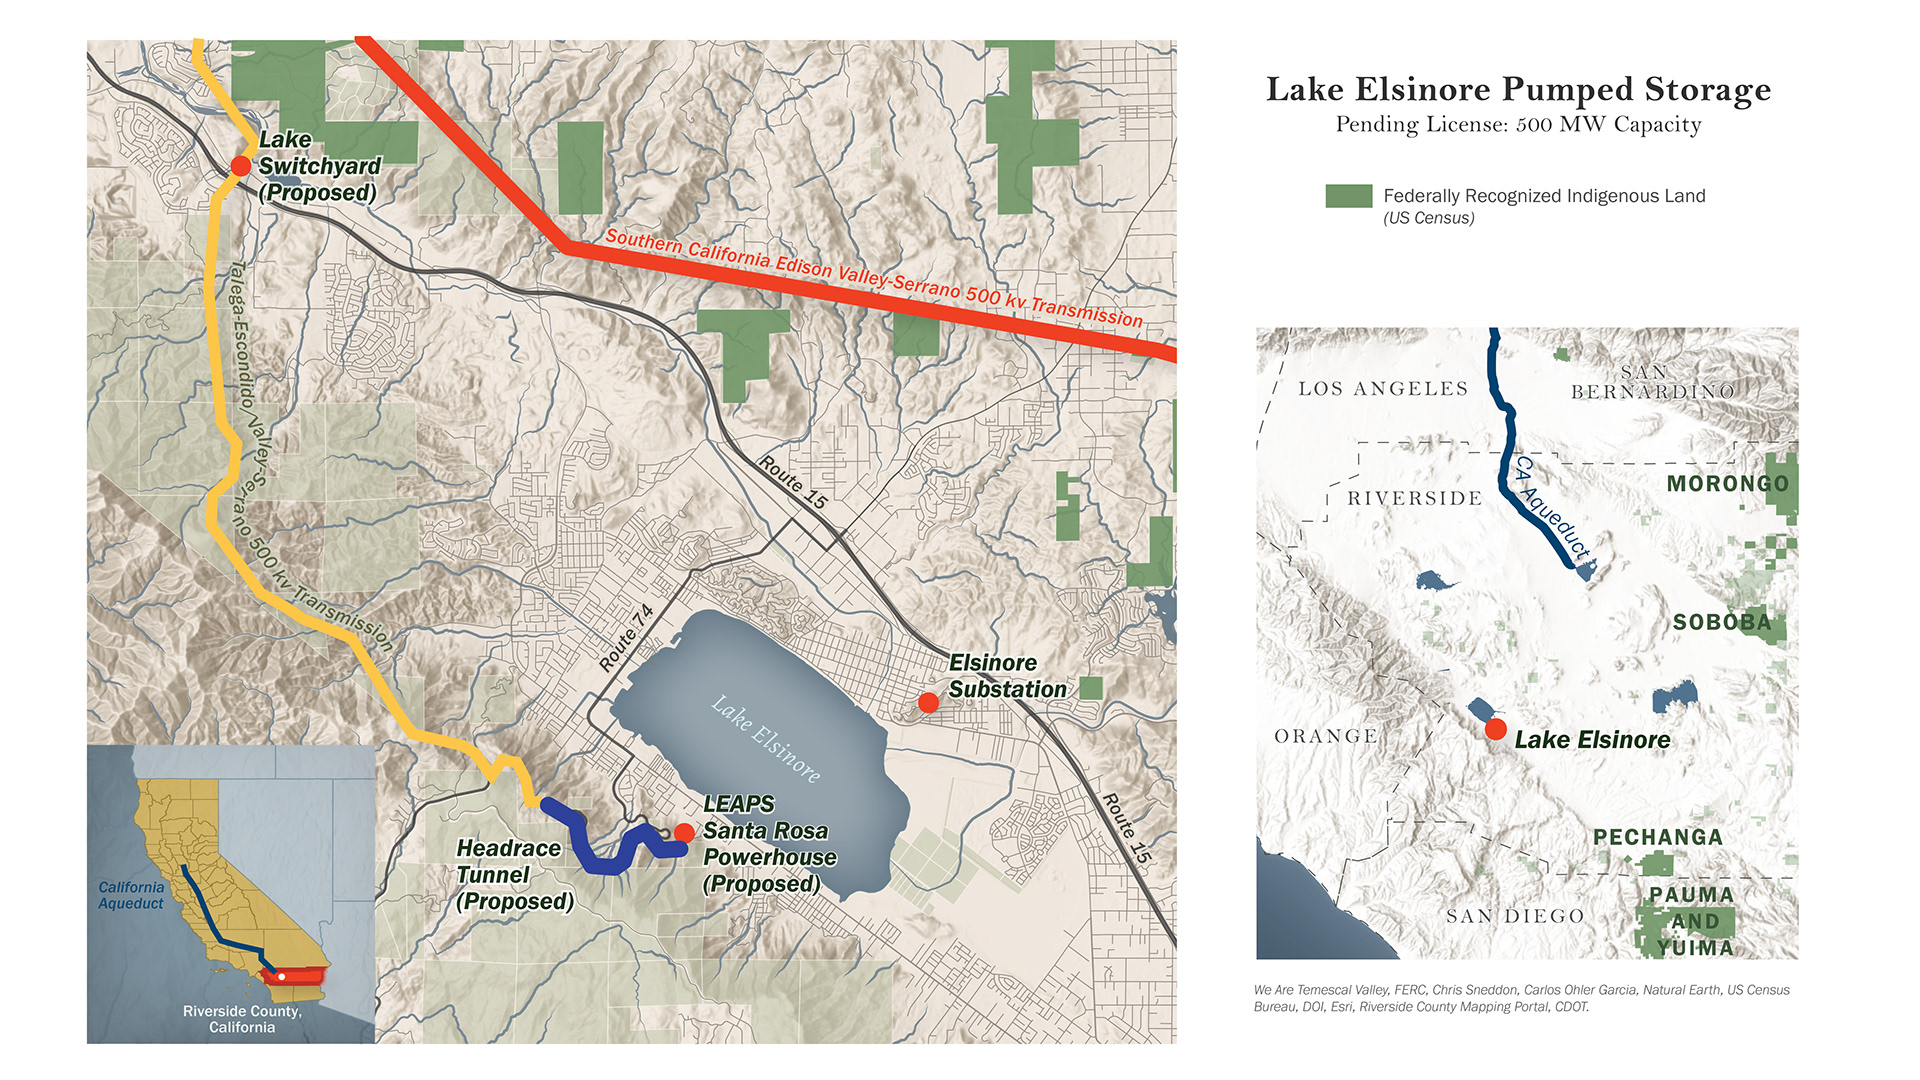 Lake Elsinore Pumped Storage
Pending License: 500 MW Capacity
Federally Recognized Indigenous Land
(US Census)
Lake
Switchyard
(Proposed)
Southern California Edison Valley-Serrano 500 kv Transmission
Talega-Escondido/Valley-Serrano 500 kv Transmission
Route 15
Route 74
Elsinore
Substation
Lake Elsinore
LEAPS
Santa Rosa
Powerhouse
(Proposed)
Headrace
Tunnel
(Proposed)
Route 15
California
Aqueduct
Riverside County,
California
LOS ANGELES
SAN
BERNARDINO
RIVERSIDE
CA Aqueduct
MORONGO
SOBOBA
ORANGE
Lake Elsinore
PECHANGA
PAUMA
AND
YUIMA
SAN DIEGO
We Are Temescal Valley, FERC, Chris Sneddon, Carlos Ohler Garcia, Natural Earth, US Census
Bureau, DOI, Esri, Riverside County Mapping Portal, CDOT.